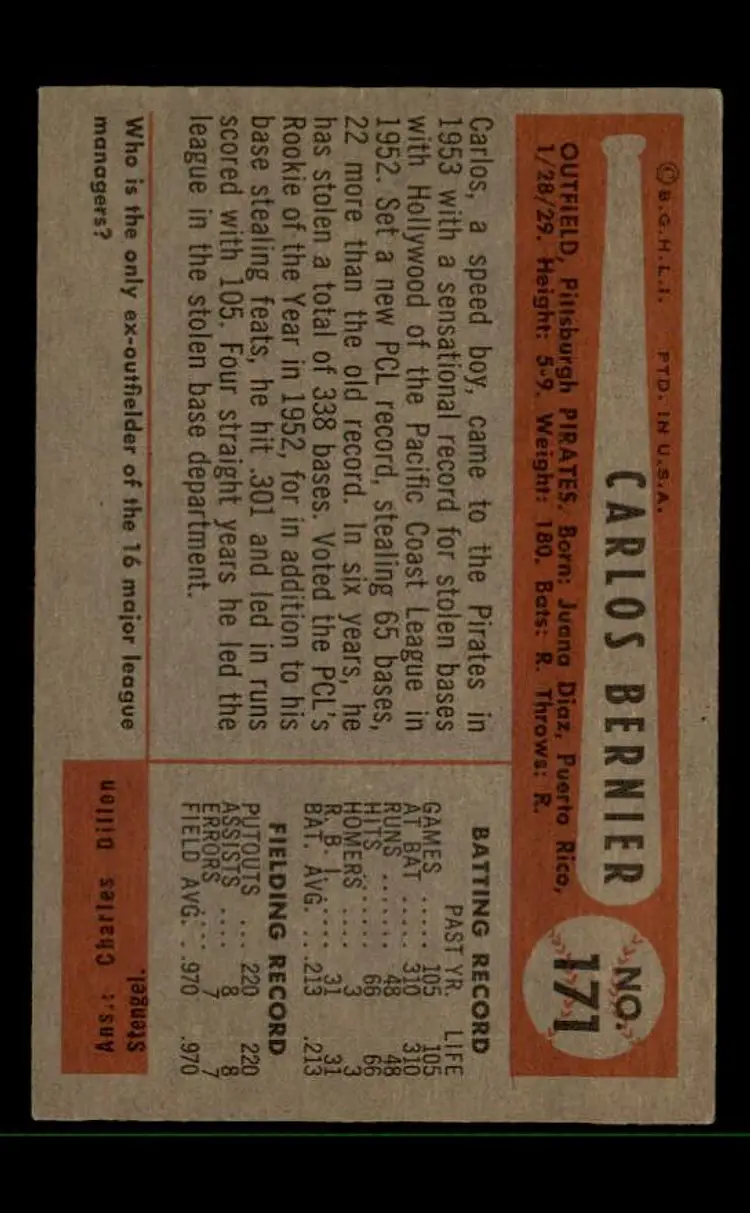 ©B.G.H.L.I. PTD. IN U.S.A.
CARLOS BERNIER
NO.
171
OUTFIELD, Pittsburgh PIRATES. Born: Juana Diaz, Puerto Rico,
1/28/29. Height: 5-9. Weight: 180. Bats: R. Throws: R.
Carlos, a speed boy, came to the Pirates in
1953 with a sensational record for stolen bases
with Hollywood of the Pacific Coast League in
1952. Set a new PCL record, stealing 65 bases,
22 more than the old record. In six years, he
has stolen a total of 338 bases. Voted the PCL's
Rookie of the Year in 1952, for in addition to his
base stealing feats, he hit .301 and led in runs
scored with 105. Four straight years he led the
league in the stolen base department.
BATTING RECORD
PAST YR. LIFE
GAMES ..... 105 105
AT BAT ..... 310 310
RUNS ...... 48 48
HITS ...... 66 66
HOMERS .... 3 3
R. B. I. .... 31 31
BAT. AVG. ... .213 .213
FIELDING RECORD
PUTOUTS ... 220 220
ASSISTS .... 8 8
ERRORS .... 7 7
FIELD AVG. . .970 .970
Who is the only ex-outfielder of the 16 major league
managers?
Ans.: Charles Dillen
Stengel.